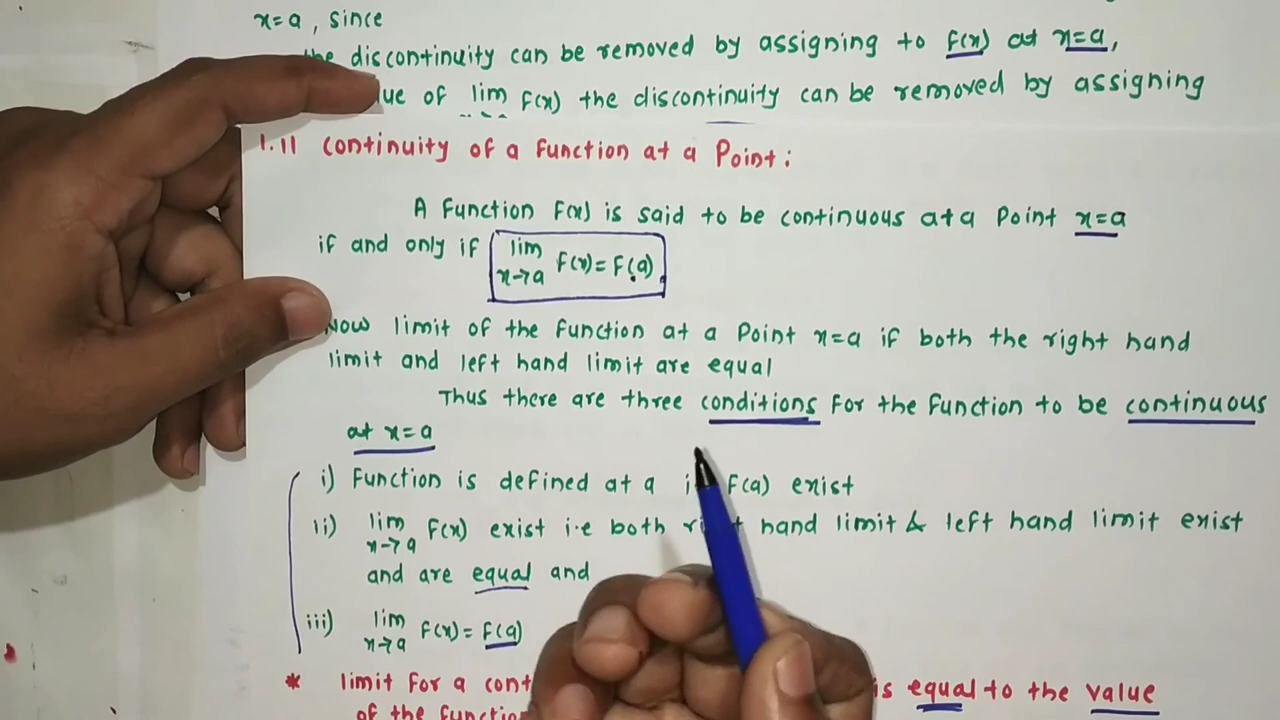 x=a, since
the discontinuity can be removed by assigning to f(x) at x=a,
of lim f(x) the discontinuity can be removed by assigning
1.11 Continuity of a function at a Point:
A function f(x) is said to be continuous at a Point x=a
if and only if lim x→a f(x)=f(a).
Now limit of the function at a Point x=a if both the right hand
limit and left hand limit are equal
Thus there are three conditions for the function to be continuous
at x=a
i) Function is defined at a f(a) exist
ii) lim x→a f(x) exist i.e both hand limit & left hand limit exist
and are equal and
iii) lim x→a f(x)=f(a)
* limit for a is equal to the value
of the